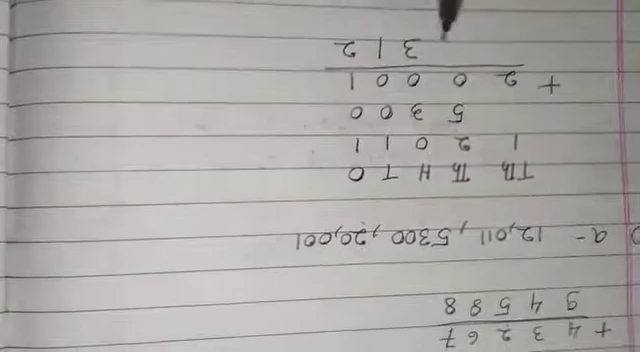 + 4 3 2 6 7
9 4 5 8 8
a- 12,011, 5300, 20,001
TTh Th H T O
1 2 0 1 1
5 3 0 0
+ 2 0 0 0 1
3 1 2